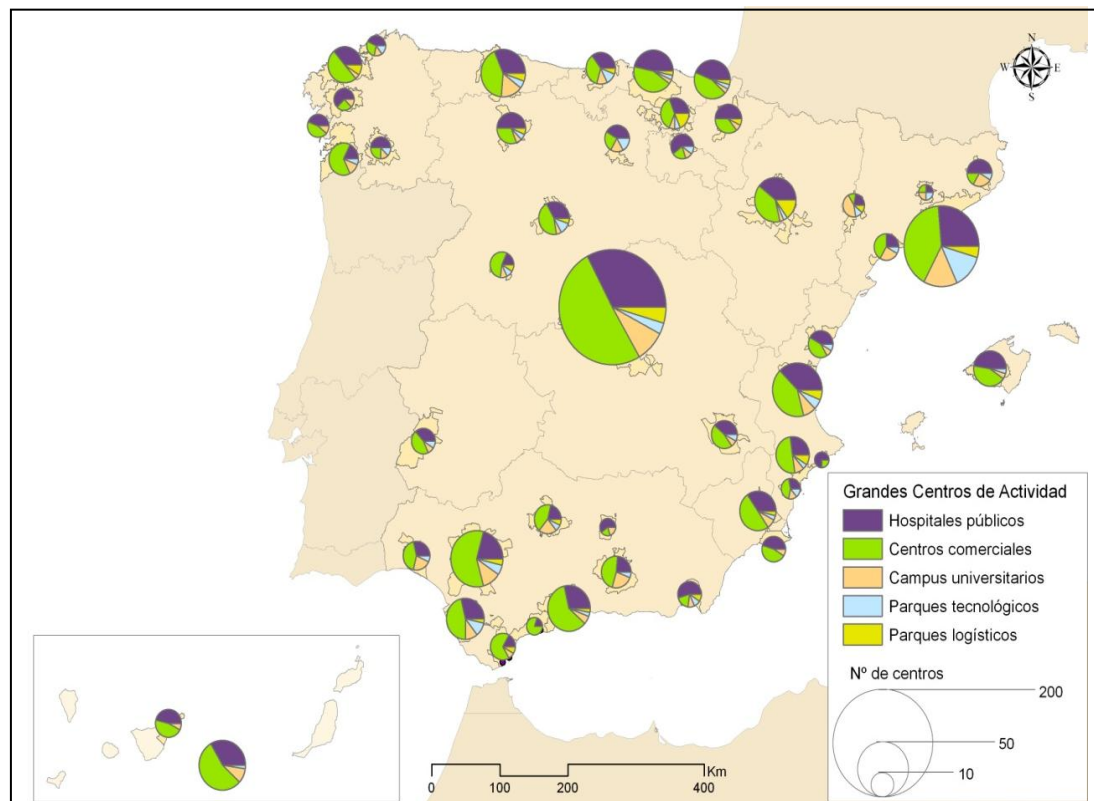 N
W E
S
Grandes Centros de Actividad
Hospitales públicos
Centros comerciales
Campus universitarios
Parques tecnológicos
Parques logísticos
Nº de centros
200
50
10
Km
0 100 200 400